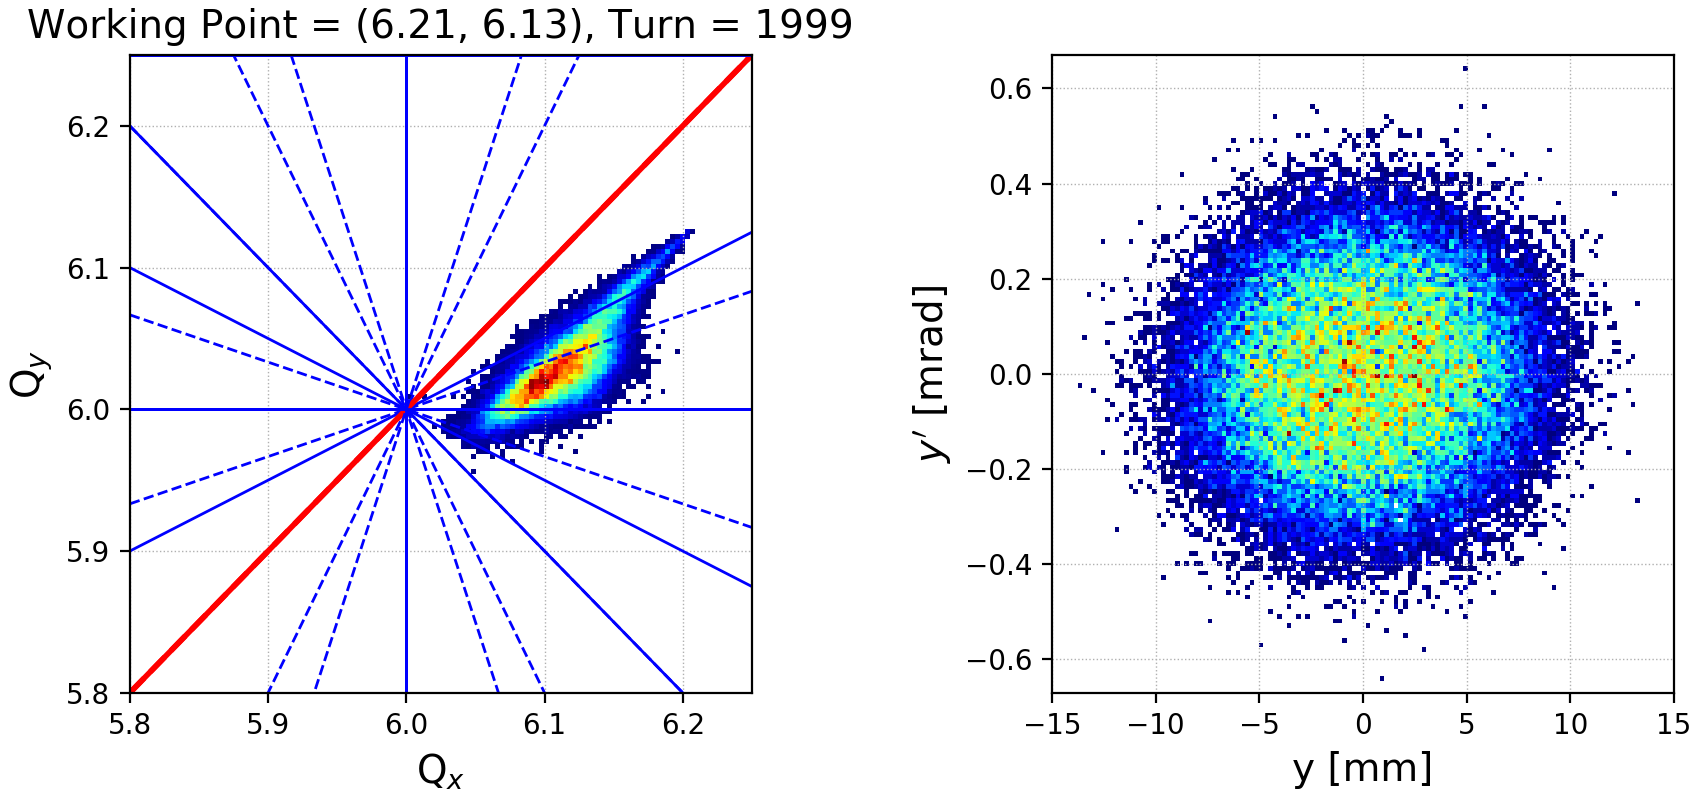 Working Point = (6.21, 6.13), Turn = 1999
6.2
6.1
6.0
5.9
5.8
Q_y
5.8 5.9 6.0 6.1 6.2
Q_x
0.6
0.4
0.2
0.0
−0.2
−0.4
−0.6
y′ [mrad]
−15 −10 −5 0 5 10 15
y [mm]